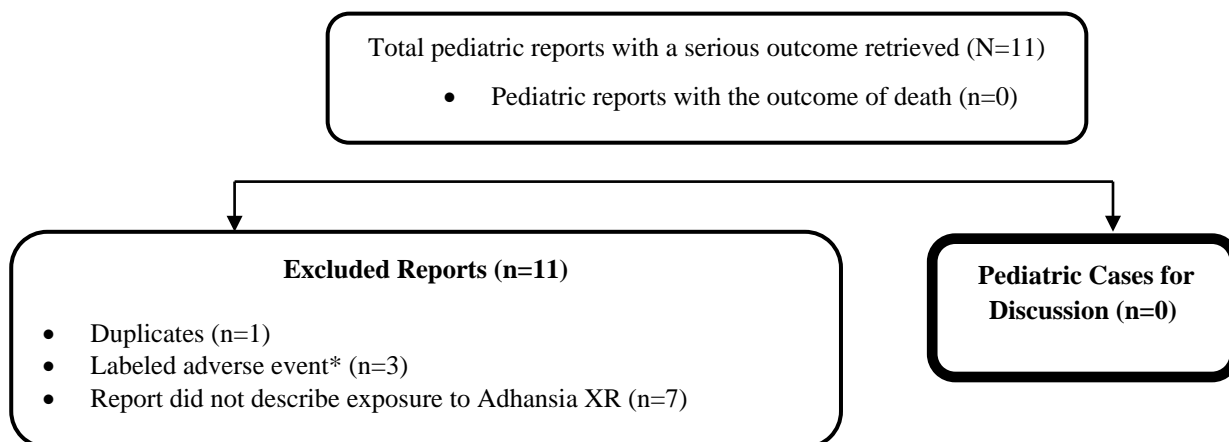 Total pediatric reports with a serious outcome retrieved (N=11)
• Pediatric reports with the outcome of death (n=0)
Excluded Reports (n=11)
• Duplicates (n=1)
• Labeled adverse event* (n=3)
• Report did not describe exposure to Adhansia XR (n=7)
Pediatric Cases for
Discussion (n=0)